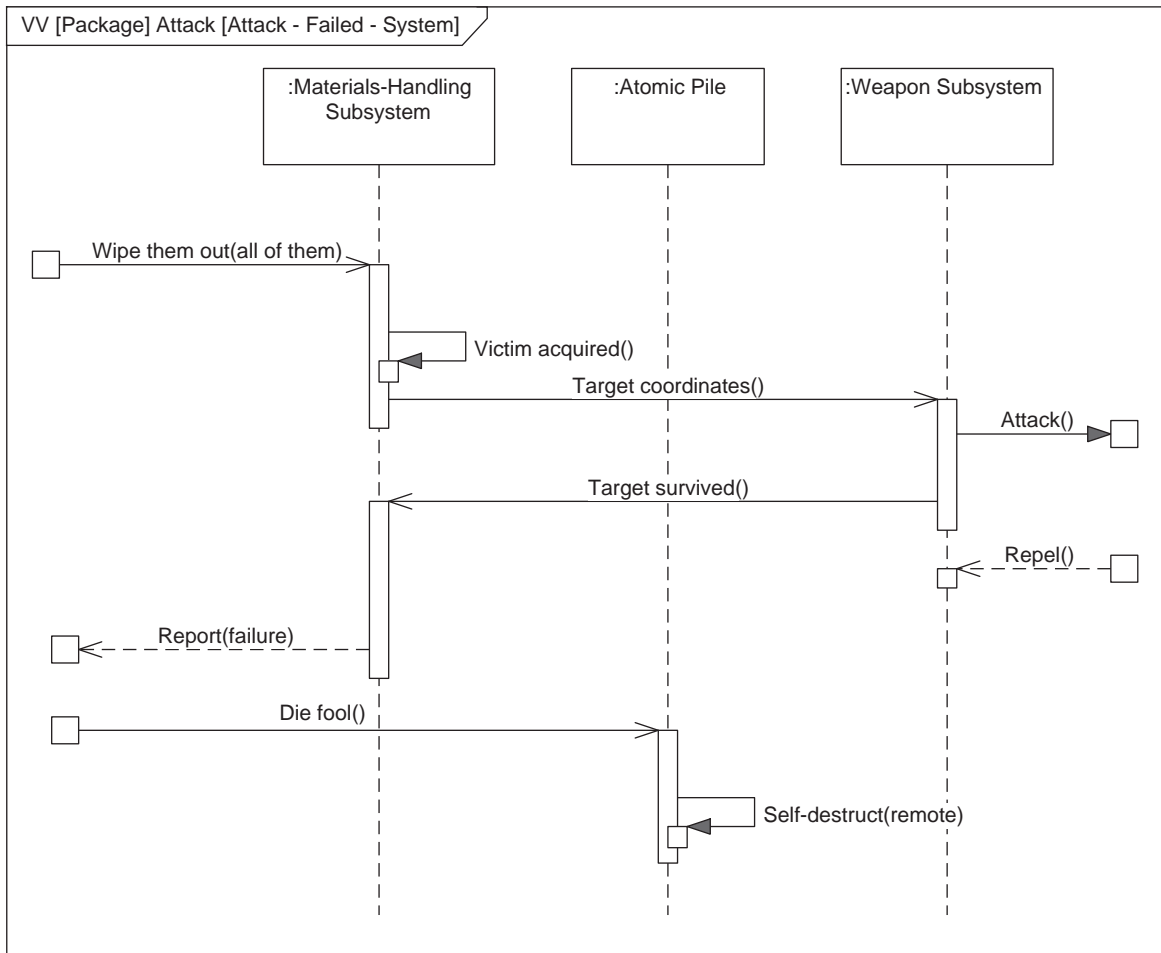 VV [Package] Attack [Attack - Failed - System]
:Materials-Handling
Subsystem
:Atomic Pile
:Weapon Subsystem
Wipe them out(all of them)
Victim acquired()
Target coordinates()
Attack()
Target survived()
Repel()
Report(failure)
Die fool()
Self-destruct(remote)